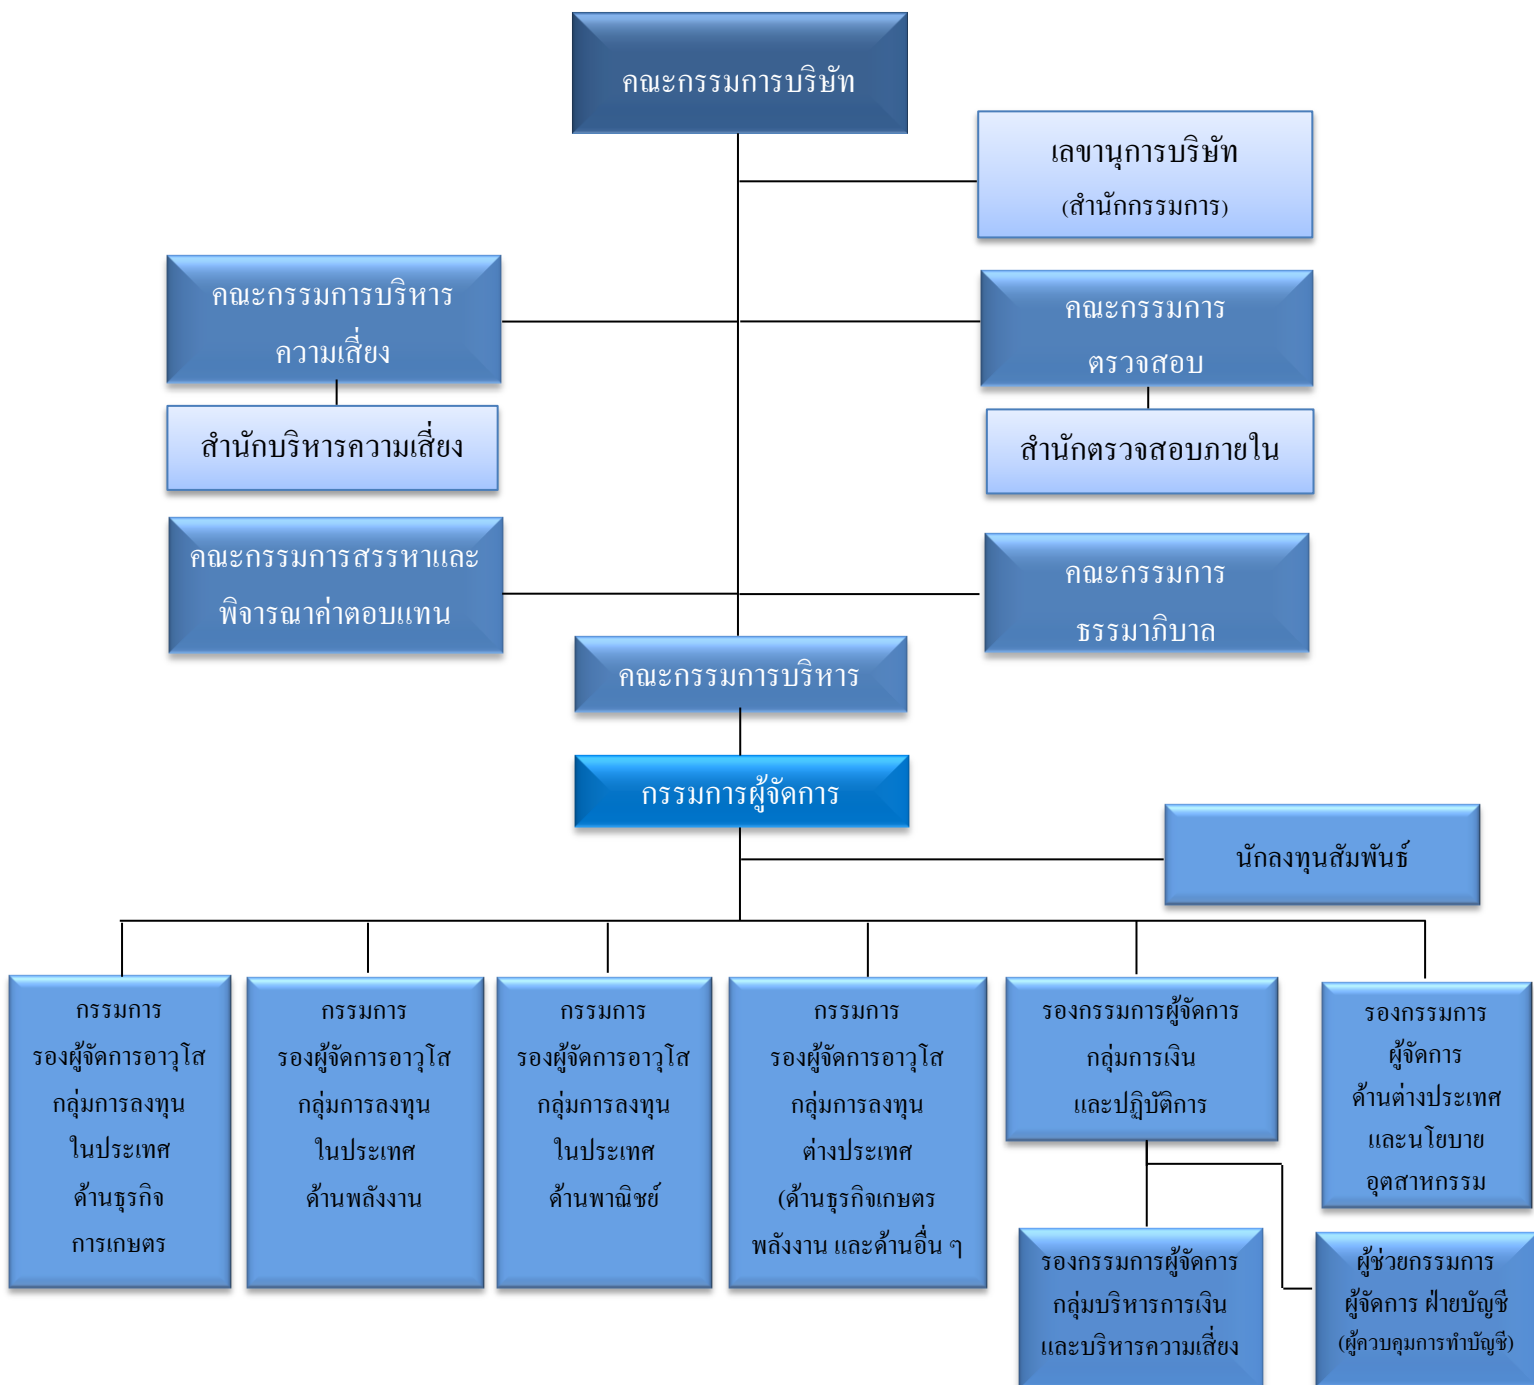 คณะกรรมการบริษัท
เลขานุการบริษัท
(สำนักกรรมการ)
คณะกรรมการบริหาร
ความเสี่ยง
คณะกรรมการ
ตรวจสอบ
สำนักบริหารความเสี่ยง
สำนักตรวจสอบภายใน
คณะกรรมการสรรหาและ
พิจารณาค่าตอบแทน
คณะกรรมการ
ธรรมาภิบาล
คณะกรรมการบริหาร
กรรมการผู้จัดการ
นักลงทุนสัมพันธ์
กรรมการ
รองผู้จัดการอาวุโส
กลุ่มการลงทุน
ในประเทศ
ด้านธุรกิจ
การเกษตร
กรรมการ
รองผู้จัดการอาวุโส
กลุ่มการลงทุน
ในประเทศ
ด้านพลังงาน
กรรมการ
รองผู้จัดการอาวุโส
กลุ่มการลงทุน
ในประเทศ
ด้านพาณิชย์
กรรมการ
รองผู้จัดการอาวุโส
กลุ่มการลงทุน
ต่างประเทศ
(ด้านธุรกิจเกษตร
พลังงาน และด้านอื่น ๆ
รองกรรมการผู้จัดการ
กลุ่มการเงิน
และปฏิบัติการ
รองกรรมการ
ผู้จัดการ
ด้านต่างประเทศ
และนโยบาย
อุตสาหกรรม
รองกรรมการผู้จัดการ
กลุ่มบริหารการเงิน
และบริหารความเสี่ยง
ผู้ช่วยกรรมการ
ผู้จัดการ ฝ่ายบัญชี
(ผู้ควบคุมการทำบัญชี)